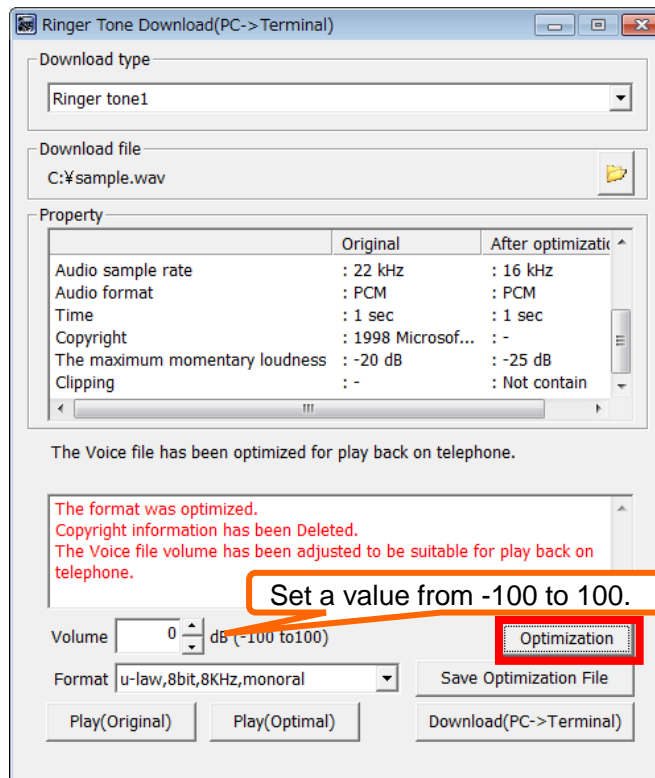 Ringer Tone Download(PC->Terminal)
Download type
Ringer tone1
Download file
C:¥sample.wav
Property
Original After optimizatic
Audio sample rate : 22 kHz : 16 kHz
Audio format : PCM : PCM
Time : 1 sec : 1 sec
Copyright : 1998 Microsof... : -
The maximum momentary loudness : -20 dB : -25 dB
Clipping : - : Not contain
The Voice file has been optimized for play back on telephone.
The format was optimized.
Copyright information has been Deleted.
The Voice file volume has been adjusted to be suitable for play back on
telephone.
Set a value from -100 to 100.
Volume 0 dB (-100 to100) Optimization
Format u-law,8bit,8KHz,monoral Save Optimization File
Play(Original) Play(Optimal) Download(PC->Terminal)